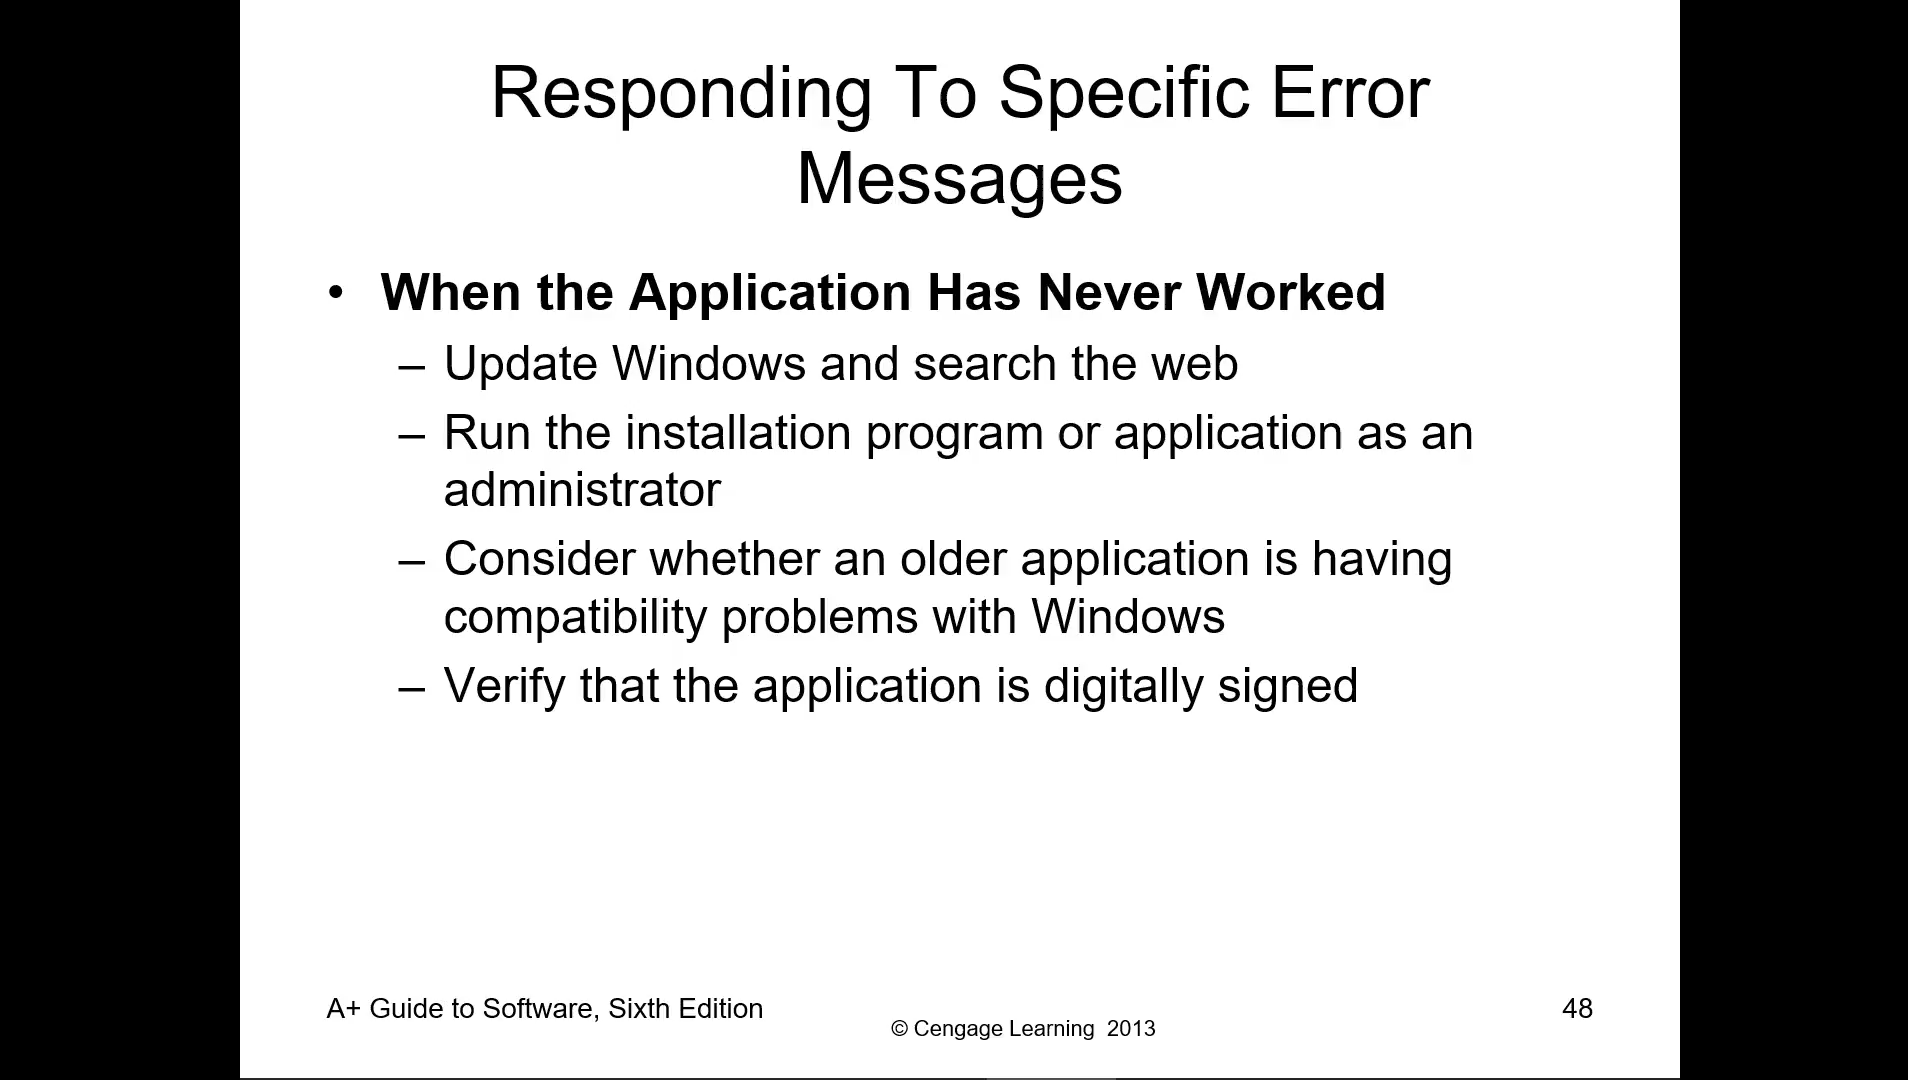 Responding To Specific Error
Messages
• When the Application Has Never Worked
– Update Windows and search the web
– Run the installation program or application as an
administrator
– Consider whether an older application is having
compatibility problems with Windows
– Verify that the application is digitally signed
A+ Guide to Software, Sixth Edition
© Cengage Learning 2013
48